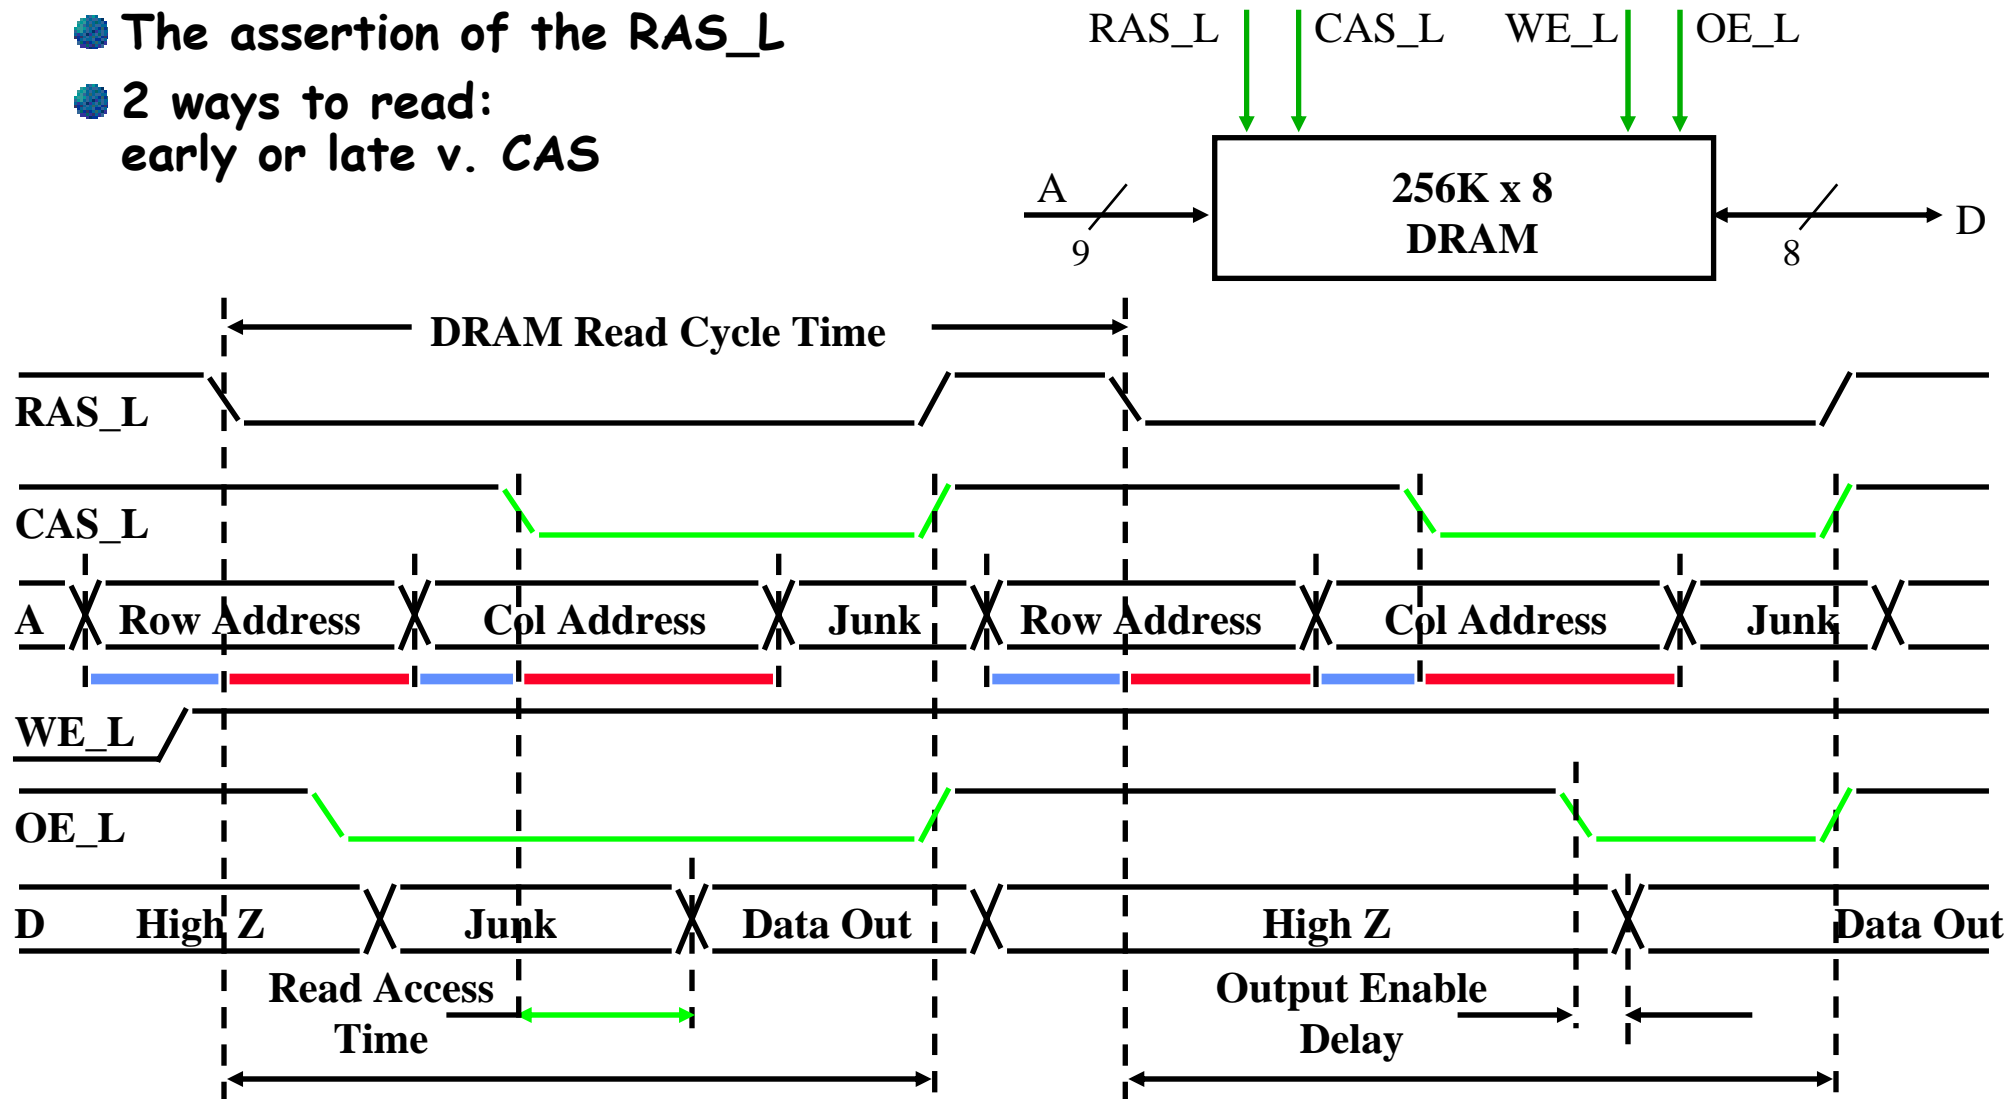 The assertion of the RAS_L
2 ways to read:
early or late v. CAS
RAS_L CAS_L WE_L OE_L
A
9
256K x 8
DRAM
8
D
DRAM Read Cycle Time
RAS_L
CAS_L
A Row Address Col Address Junk Row Address Col Address Junk
WE_L
OE_L
D High Z Junk Data Out High Z Data Out
Read Access
Time
Output Enable
Delay